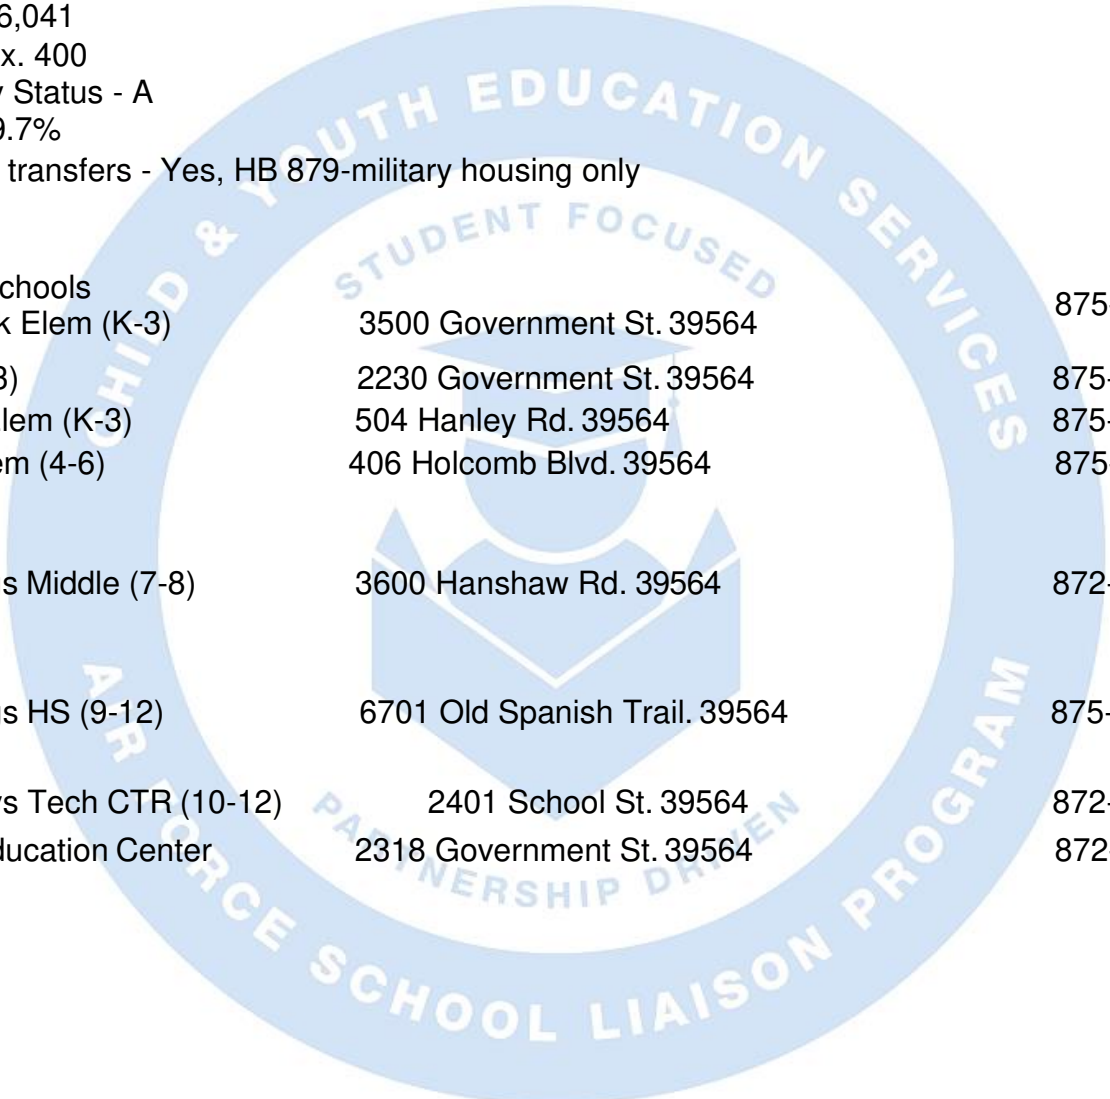 6,041
x. 400
y Status - A
9.7%
transfers - Yes, HB 879-military housing only
chools
k Elem (K-3) 3500 Government St. 39564 875-
3) 2230 Government St. 39564 875-
lem (K-3) 504 Hanley Rd. 39564 875-
em (4-6) 406 Holcomb Blvd. 39564 875-
s Middle (7-8) 3600 Hanshaw Rd. 39564 872-
us HS (9-12) 6701 Old Spanish Trail. 39564 875-
ys Tech CTR (10-12) 2401 School St. 39564 872-
ducation Center 2318 Government St. 39564 872-
CHILD & YOUTH EDUCATION SERVICES
STUDENT FOCUSED
PARTNERSHIP DRIVEN
AIR FORCE SCHOOL LIAISON PROGRAM